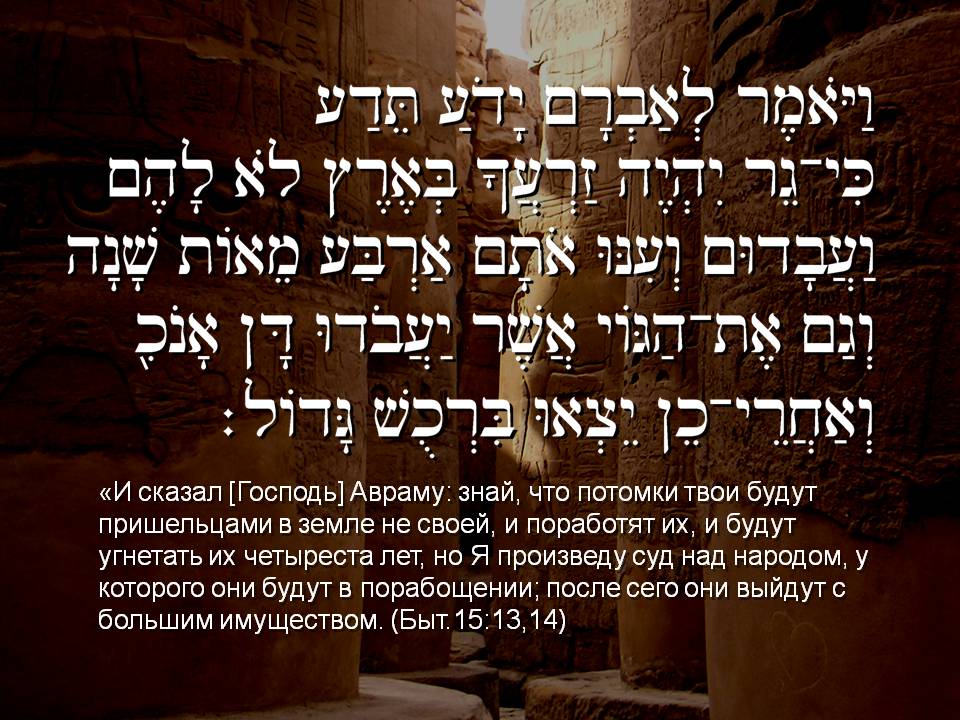 וַיֹּאמֶר לְאַבְרָם יָדֹעַ תֵּדַע
כִּי־גֵר יִהְיֶה זַרְעֲךָ בְּאֶרֶץ לֹא לָהֶם
וַעֲבָדוּם וְעִנּוּ אֹתָם אַרְבַּע מֵאוֹת שָׁנָה
וְגַם אֶת־הַגּוֹי אֲשֶׁר יַעֲבֹדוּ דָּן אָנֹכִ֑
וְאַחֲרֵי־כֵן יֵצְאוּ בִּרְכֻשׁ גָּדוֹל׃
«И сказал [Господь] Авраму: знай, что потомки твои будут
пришельцами в земле не своей, и поработят их, и будут
угнетать их четыреста лет, но Я произведу суд над народом, у
которого они будут в порабощении; после сего они выйдут с
большим имуществом. (Быт.15:13,14)